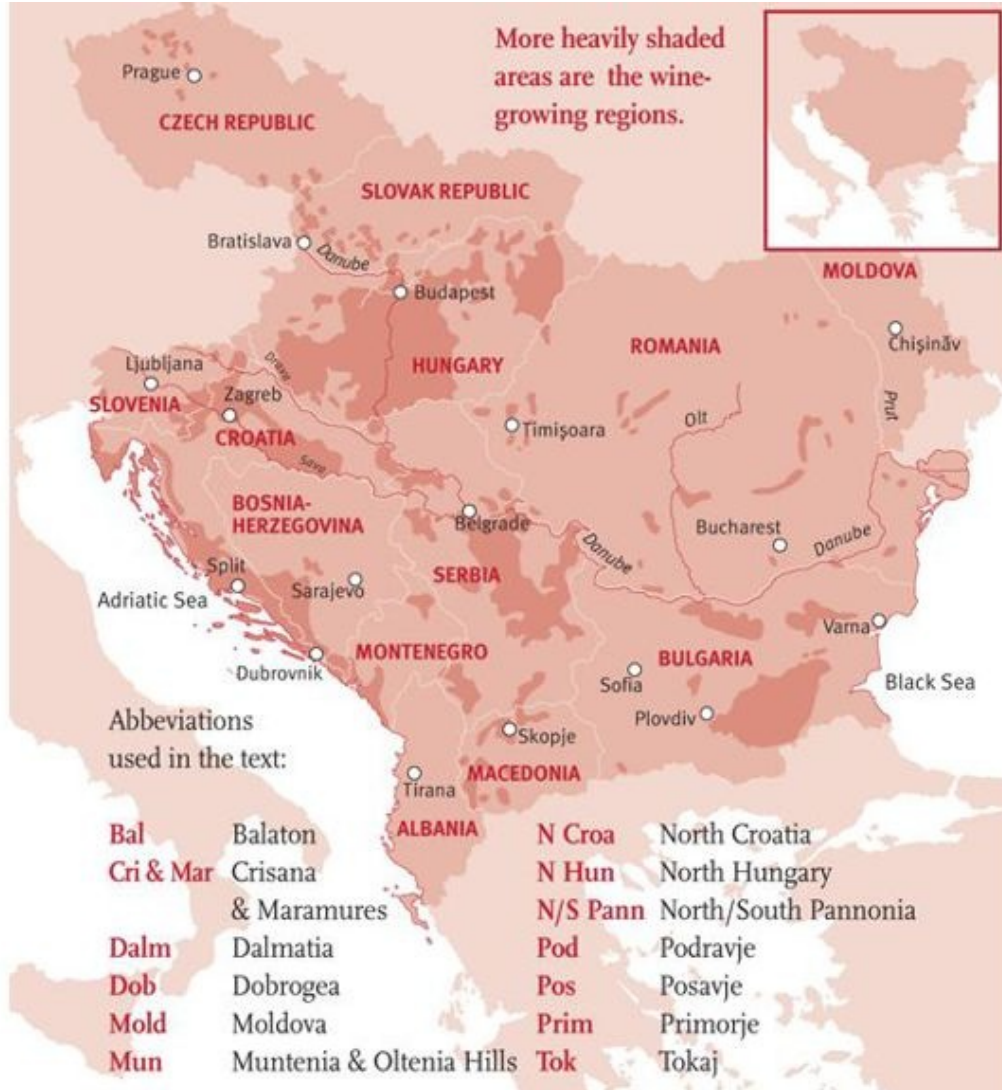 More heavily shaded
areas are the wine-
growing regions.
Prague
CZECH REPUBLIC
SLOVAK REPUBLIC
Bratislava
Danube
Budapest
MOLDOVA
Chişinăv
HUNGARY
ROMANIA
Drava
Ljubljana
SLOVENIA
Zagreb
CROATIA
Sava
Timişoara
Olt
Prut
BOSNIA-
HERZEGOVINA
Belgrade
Bucharest
Danube
Danube
Split
Adriatic Sea
Sarajevo
SERBIA
Varna
Dubrovnik
MONTENEGRO
BULGARIA
Sofia
Black Sea
Plovdiv
Skopje
MACEDONIA
Tirana
ALBANIA
Abbeviations
used in the text:
Bal Balaton
Cri & Mar Crisana
& Maramures
Dalm Dalmatia
Dob Dobrogea
Mold Moldova
Mun Muntenia & Oltenia Hills
N Croa North Croatia
N Hun North Hungary
N/S Pann North/South Pannonia
Pod Podravje
Pos Posavje
Prim Primorje
Tok Tokaj